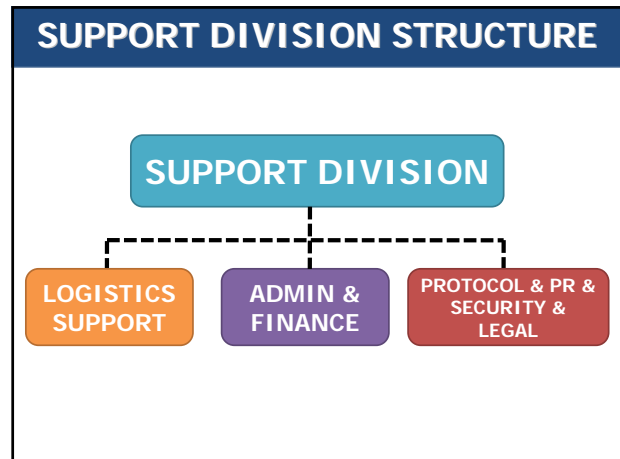 SUPPORT DIVISION STRUCTURE
SUPPORT DIVISION
LOGISTICS
SUPPORT
ADMIN &
FINANCE
PROTOCOL & PR &
SECURITY &
LEGAL